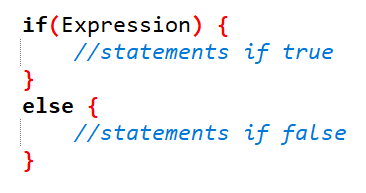 if(Expression) {
    //statements if true
}
else {
    //statements if false
}